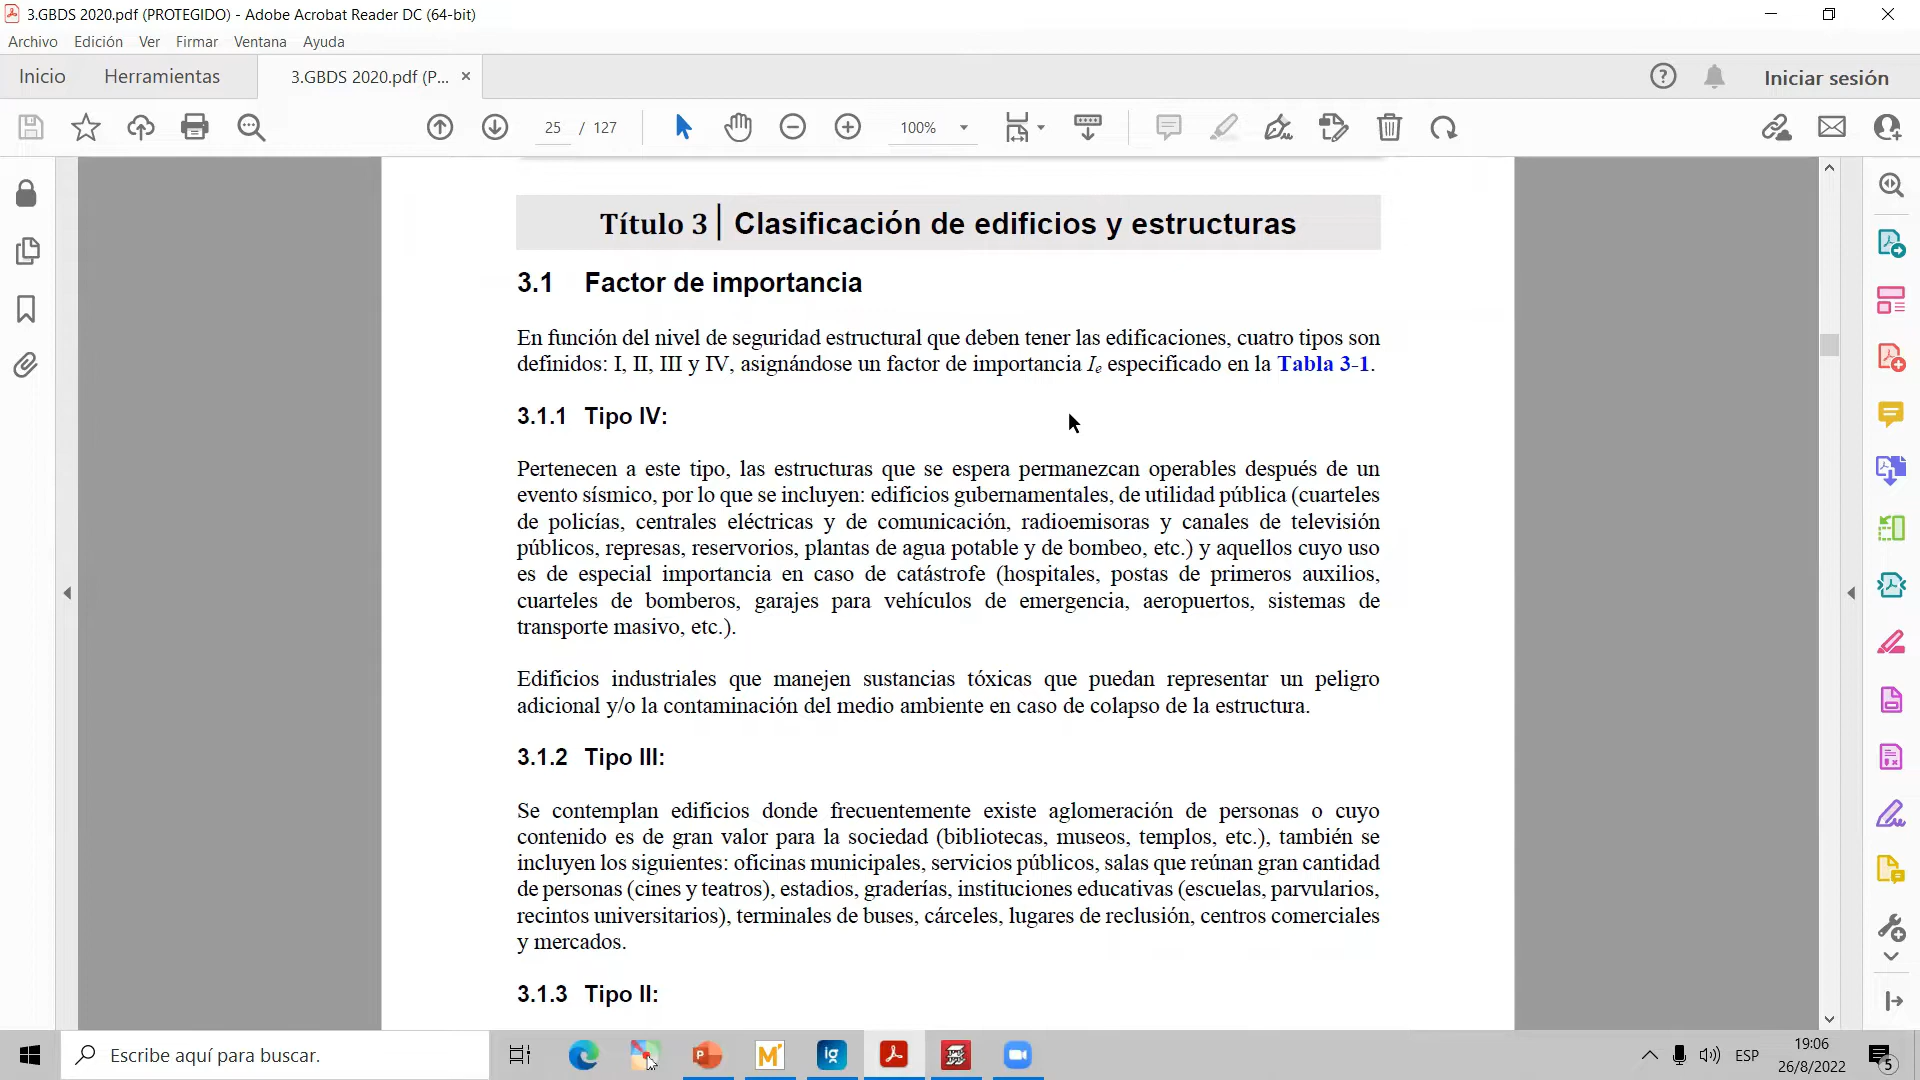 3.GBDS 2020.pdf (PROTEGIDO) - Adobe Acrobat Reader DC (64-bit)
Archivo Edición Ver Firmar Ventana Ayuda
Inicio Herramientas 3.GBDS 2020.pdf (P... × Iniciar sesión
25 / 127 100%
Título 3 | Clasificación de edificios y estructuras
3.1 Factor de importancia
En función del nivel de seguridad estructural que deben tener las edificaciones, cuatro tipos son
definidos: I, II, III y IV, asignándose un factor de importancia Ie especificado en la Tabla 3-1.
3.1.1 Tipo IV:
Pertenecen a este tipo, las estructuras que se espera permanezcan operables después de un
evento sísmico, por lo que se incluyen: edificios gubernamentales, de utilidad pública (cuarteles
de policías, centrales eléctricas y de comunicación, radioemisoras y canales de televisión
públicos, represas, reservorios, plantas de agua potable y de bombeo, etc.) y aquellos cuyo uso
es de especial importancia en caso de catástrofe (hospitales, postas de primeros auxilios,
cuarteles de bomberos, garajes para vehículos de emergencia, aeropuertos, sistemas de
transporte masivo, etc.).
Edificios industriales que manejen sustancias tóxicas que puedan representar un peligro
adicional y/o la contaminación del medio ambiente en caso de colapso de la estructura.
3.1.2 Tipo III:
Se contemplan edificios donde frecuentemente existe aglomeración de personas o cuyo
contenido es de gran valor para la sociedad (bibliotecas, museos, templos, etc.), también se
incluyen los siguientes: oficinas municipales, servicios públicos, salas que reúnan gran cantidad
de personas (cines y teatros), estadios, graderías, instituciones educativas (escuelas, parvularios,
recintos universitarios), terminales de buses, cárceles, lugares de reclusión, centros comerciales
y mercados.
3.1.3 Tipo II:
Escribe aquí para buscar.
ESP
19:06
26/8/2022
5